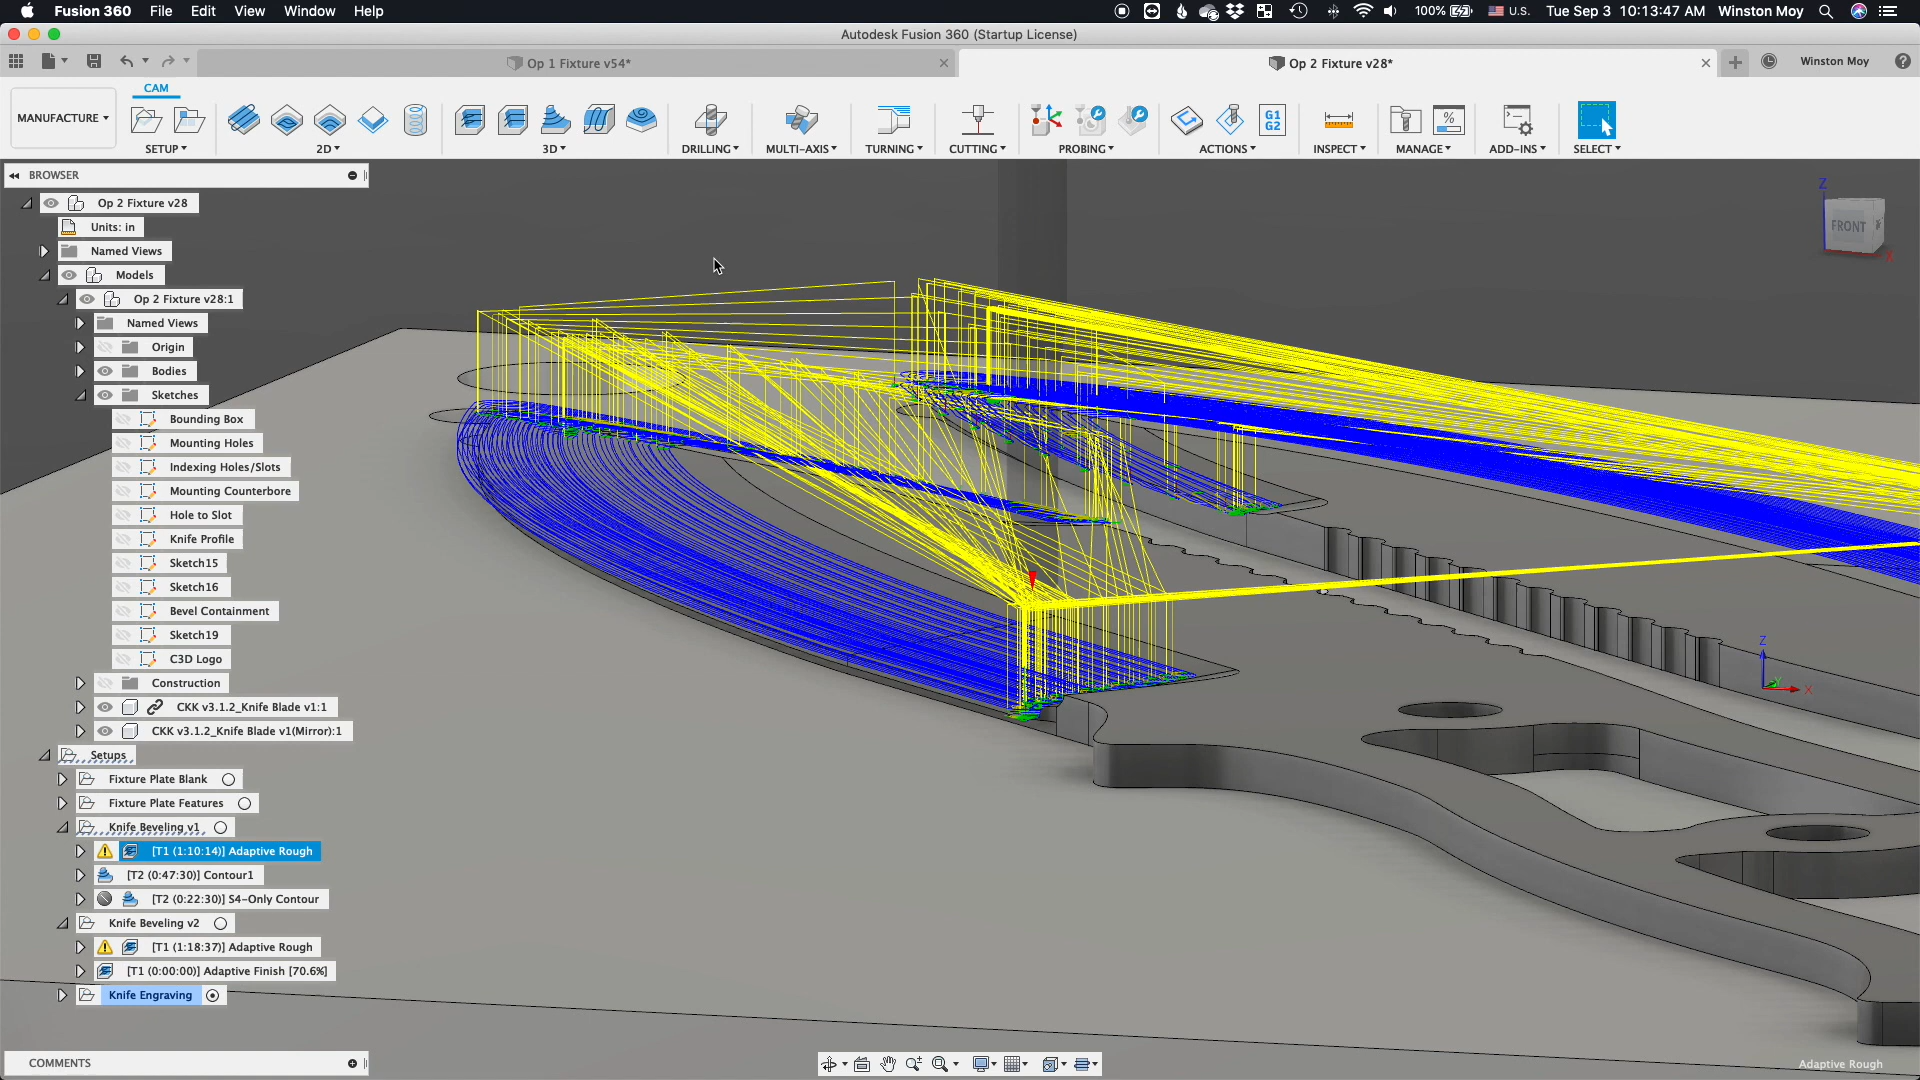 Fusion 360 File Edit View Window Help 100% U.S. Tue Sep 3 10:13:47 AM Winston Moy
Autodesk Fusion 360 (Startup License)
Op 1 Fixture v54* Op 2 Fixture v28* Winston Moy
CAM
MANUFACTURE
G1
G2
%
SETUP 2D 3D DRILLING MULTI-AXIS TURNING CUTTING PROBING ACTIONS INSPECT MANAGE ADD-INS SELECT
BROWSER
Z
FRONT
X
Op 2 Fixture v28
Units: in
Named Views
Models
Op 2 Fixture v28:1
Named Views
Origin
Bodies
Sketches
Bounding Box
Mounting Holes
Indexing Holes/Slots
Mounting Counterbore
Hole to Slot
Knife Profile
Sketch15
Sketch16
Bevel Containment
Sketch19
C3D Logo
Construction
CKK v3.1.2_Knife Blade v1:1
CKK v3.1.2_Knife Blade v1(Mirror):1
Z
Y
X
Setups
Fixture Plate Blank
Fixture Plate Features
Knife Beveling v1
[T1 (1:10:14)] Adaptive Rough
[T2 (0:47:30)] Contour1
[T2 (0:22:30)] S4-Only Contour
Knife Beveling v2
[T1 (1:18:37)] Adaptive Rough
[T1 (0:00:00)] Adaptive Finish [70.6%]
Knife Engraving
COMMENTS
Adaptive Rough